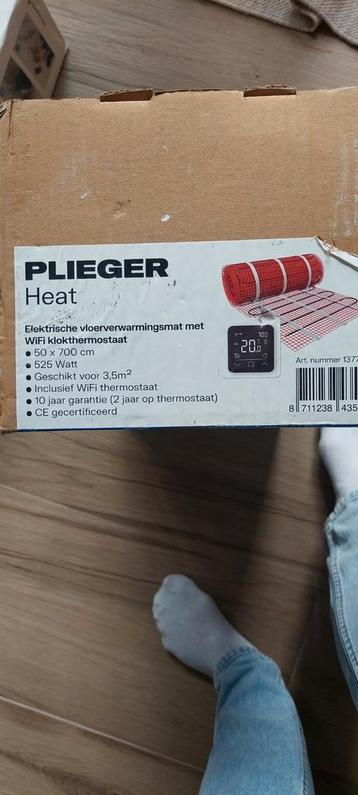 PLIEGER
Heat
Elektrische vloerverwarmingsmat met
WiFi klokthermostaat
• 50 x 700 cm
• 525 Watt
• Geschikt voor 3,5m²
• Inclusief WiFi thermostaat
• 10 jaar garantie (2 jaar op thermostaat)
• CE gecertificeerd
20.0
Art. nummer 1377
8 711238 435